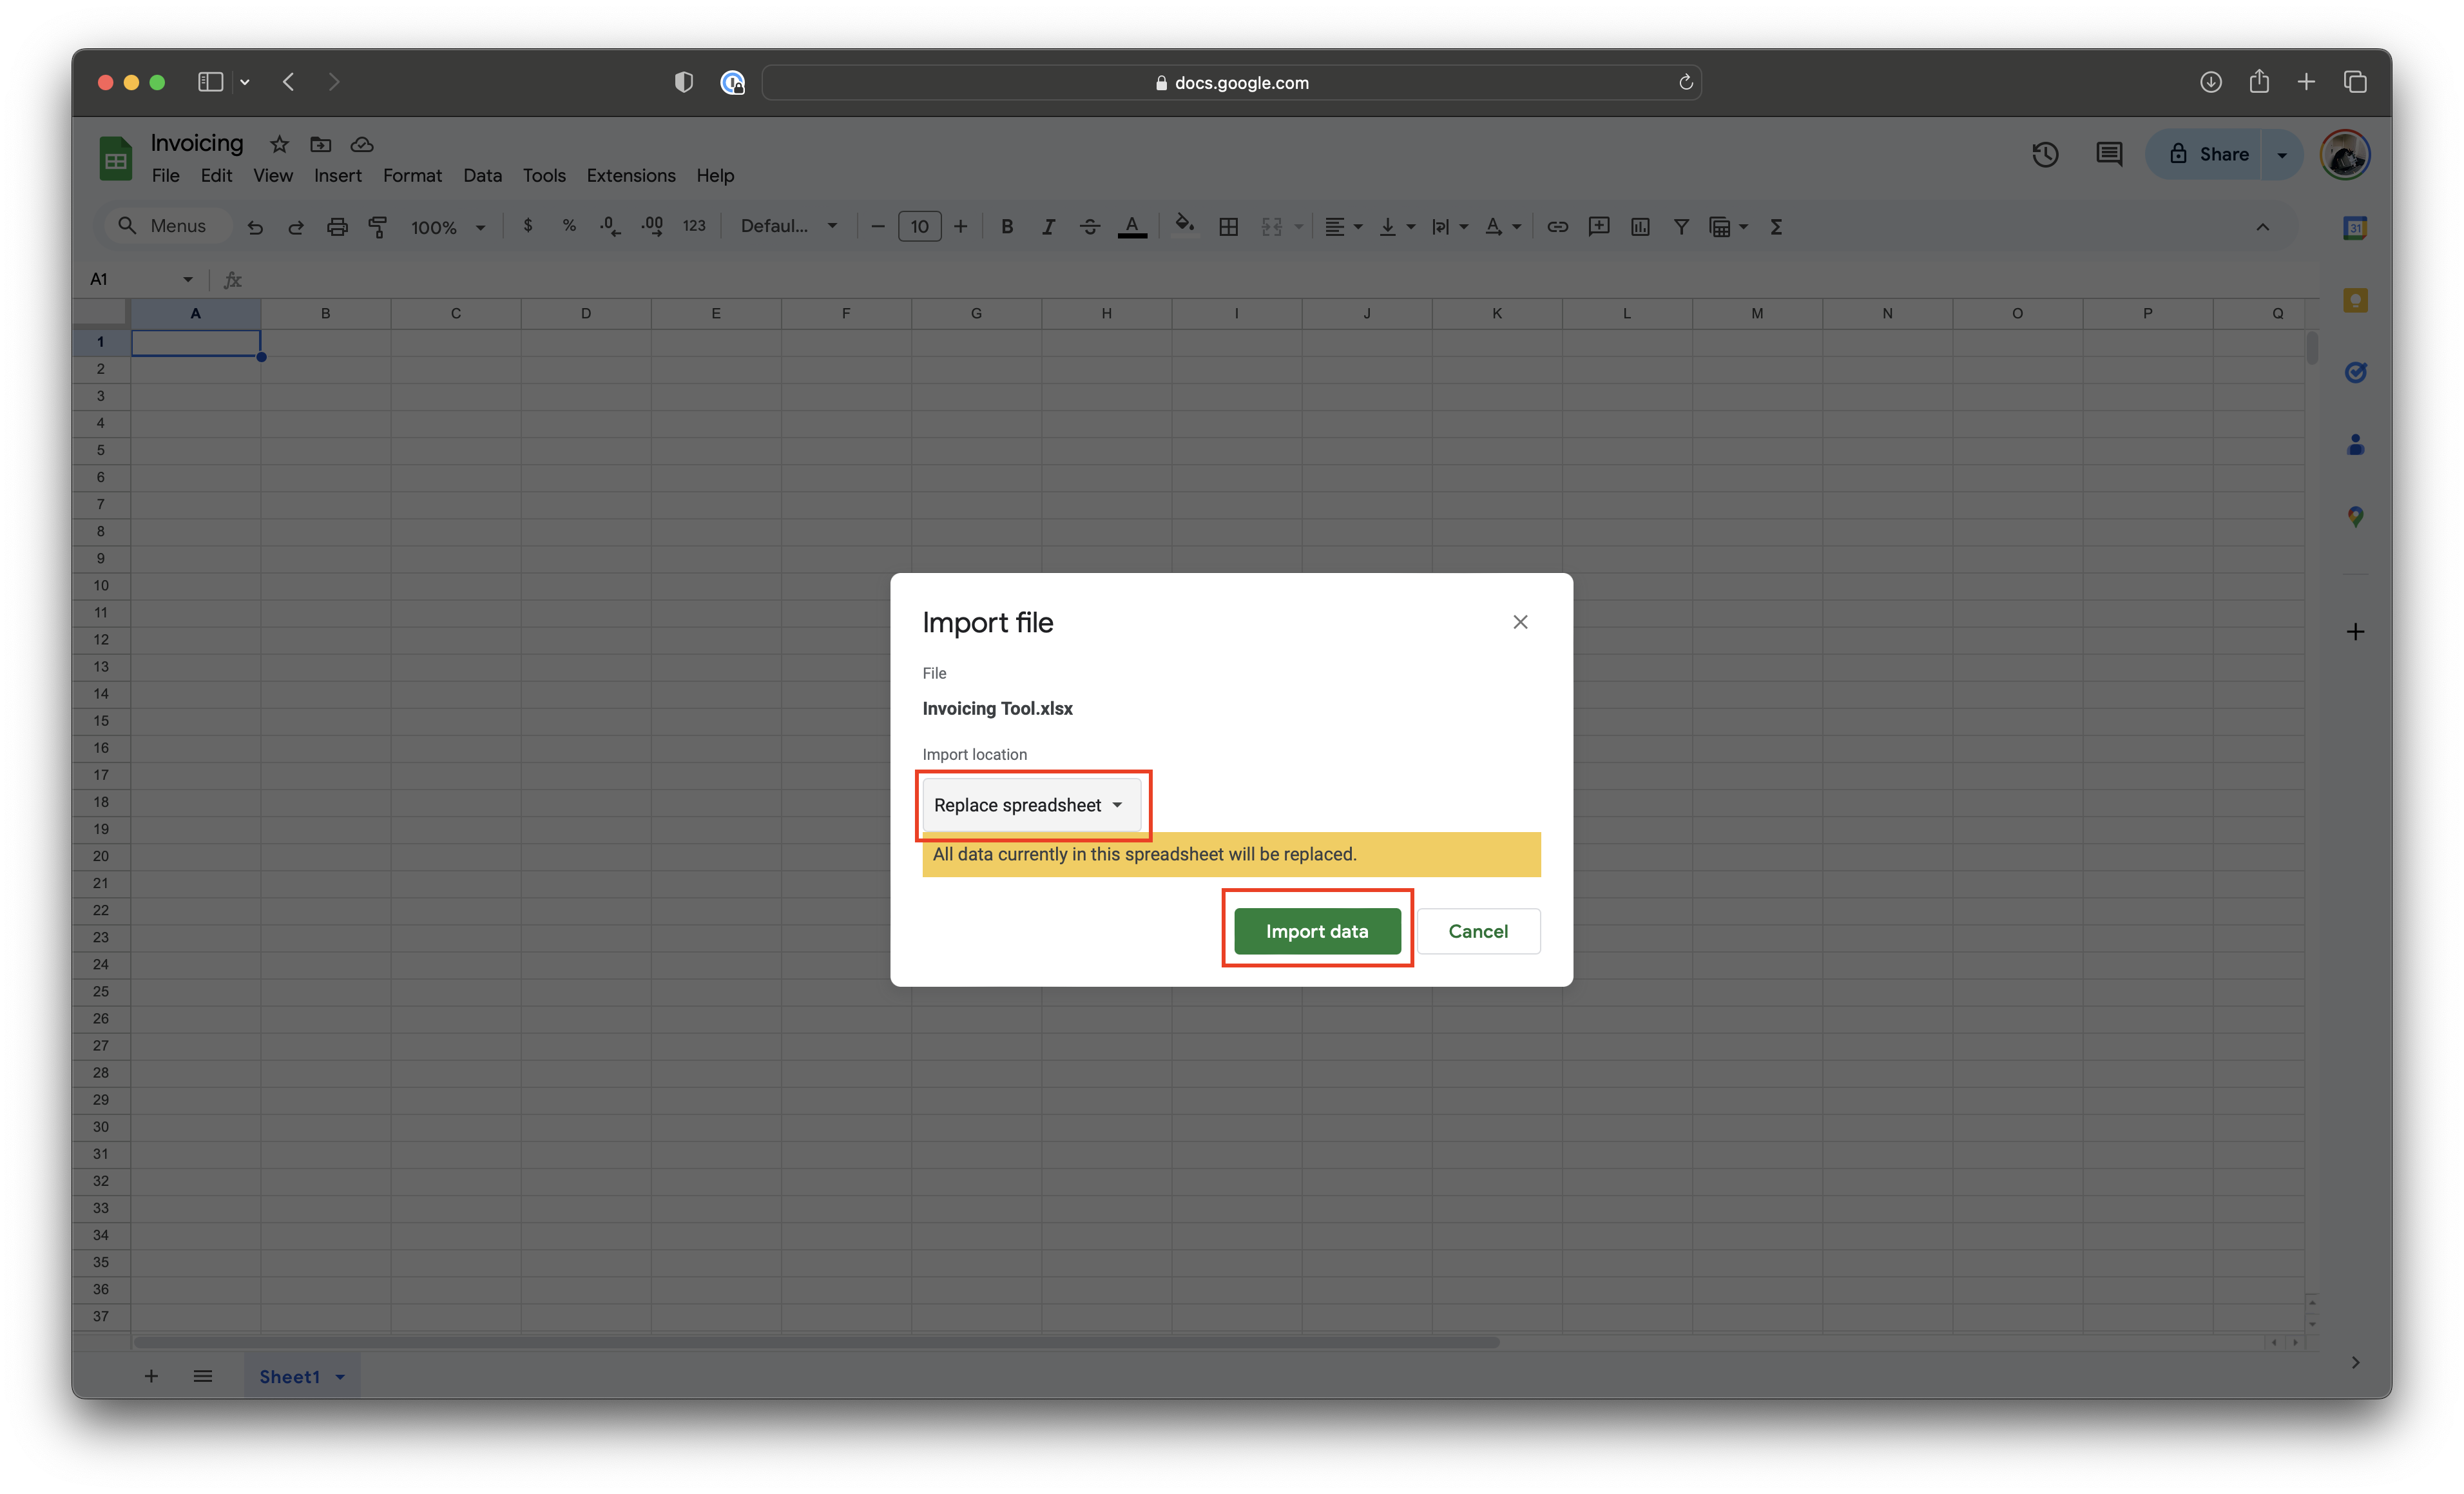 docs.google.com
Invoicing
File Edit View Insert Format Data Tools Extensions Help
Share
Menus 100% $ % .0 .00 123 Defaul... 10 B I A A Σ
31
A1 fx
A B C D E F G H I J K L M N O P Q
1
2
3
4
5
6
7
8
9
10
11
12
13
14
15
16
17
18
19
20
21
22
23
24
25
26
27
28
29
30
31
32
33
34
35
36
37
Import file
File
Invoicing Tool.xlsx
Import location
Replace spreadsheet
All data currently in this spreadsheet will be replaced.
Import data Cancel
Sheet1